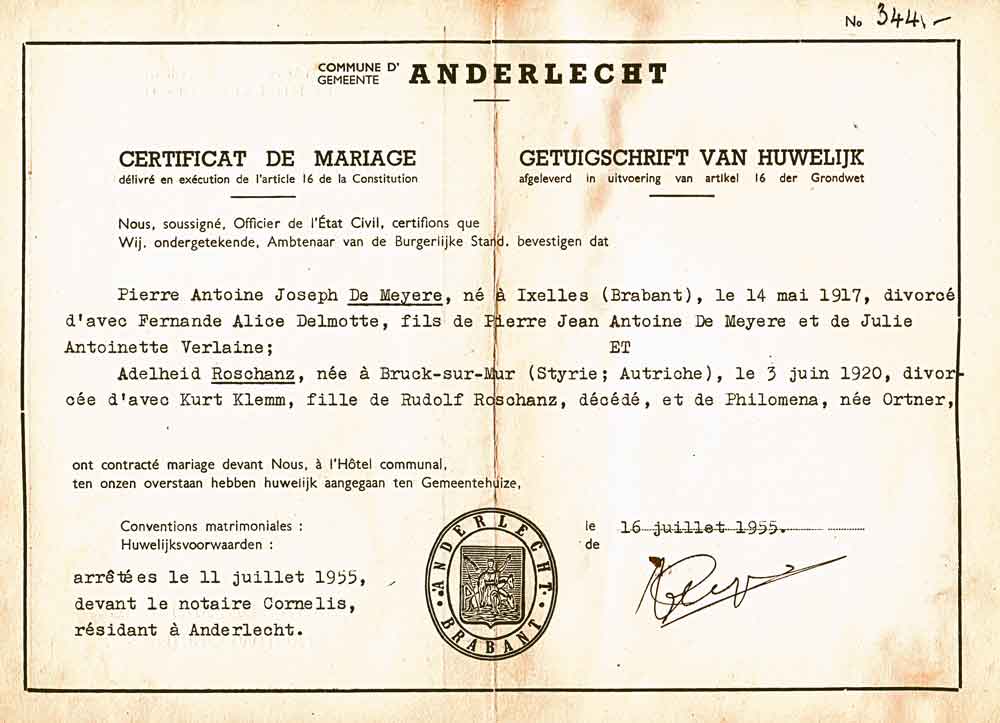 No 344.-
COMMUNE D'
GEMEENTE
ANDERLECHT
CERTIFICAT DE MARIAGE
délivré en exécution de l'article 16 de la Constitution
GETUIGSCHRIFT VAN HUWELIJK
afgeleverd in uitvoering van artikel 16 der Grondwet
Nous, soussigné, Officier de l'État Civil, certifions que
Wij, ondergetekende, Ambtenaar van de Burgerlijke Stand, bevestigen dat
Pierre Antoine Joseph De Meyere, né à Ixelles (Brabant), le 14 mai 1917, divorcé
d'avec Fernande Alice Delmotte, fils de Pierre Jean Antoine De Meyere et de Julie
Antoinette Verlaine; ET
Adelheid Roschanz, née à Bruck-sur-Mur (Styrie; Autriche), le 3 juin 1920, divor-
cée d'avec Kurt Klemm, fille de Rudolf Roschanz, décédé, et de Philomena, née Ortner,
ont contracté mariage devant Nous, à l'Hôtel communal,
ten onzen overstaan hebben huwelijk aangegaan ten Gemeentehuize,
Conventions matrimoniales :
Huwelijksvoorwaarden :
arrêtées le 11 juillet 1955,
devant le notaire Cornelis,
résidant à Anderlecht.
ANDERLECHT
BRABANT
le
de
16 juillet 1955.